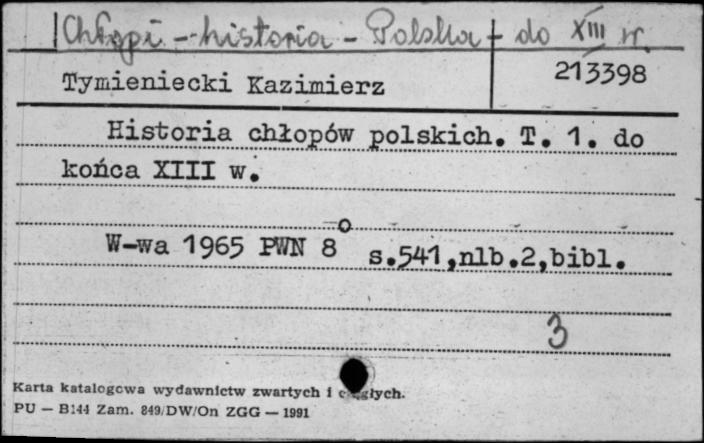 Chłopi - historia - Polska - do XIII w.
213398
Tymieniecki Kazimierz
Historia chłopów polskich. T. 1. do
końca XIII w.
W-wa 1965 PWN 8° s.541,nlb.2,bibl.
3
Karta katalogowa wydawnictw zwartych i ciągłych.
PU — B144 Zam. 849/DW/On ZGG — 1991